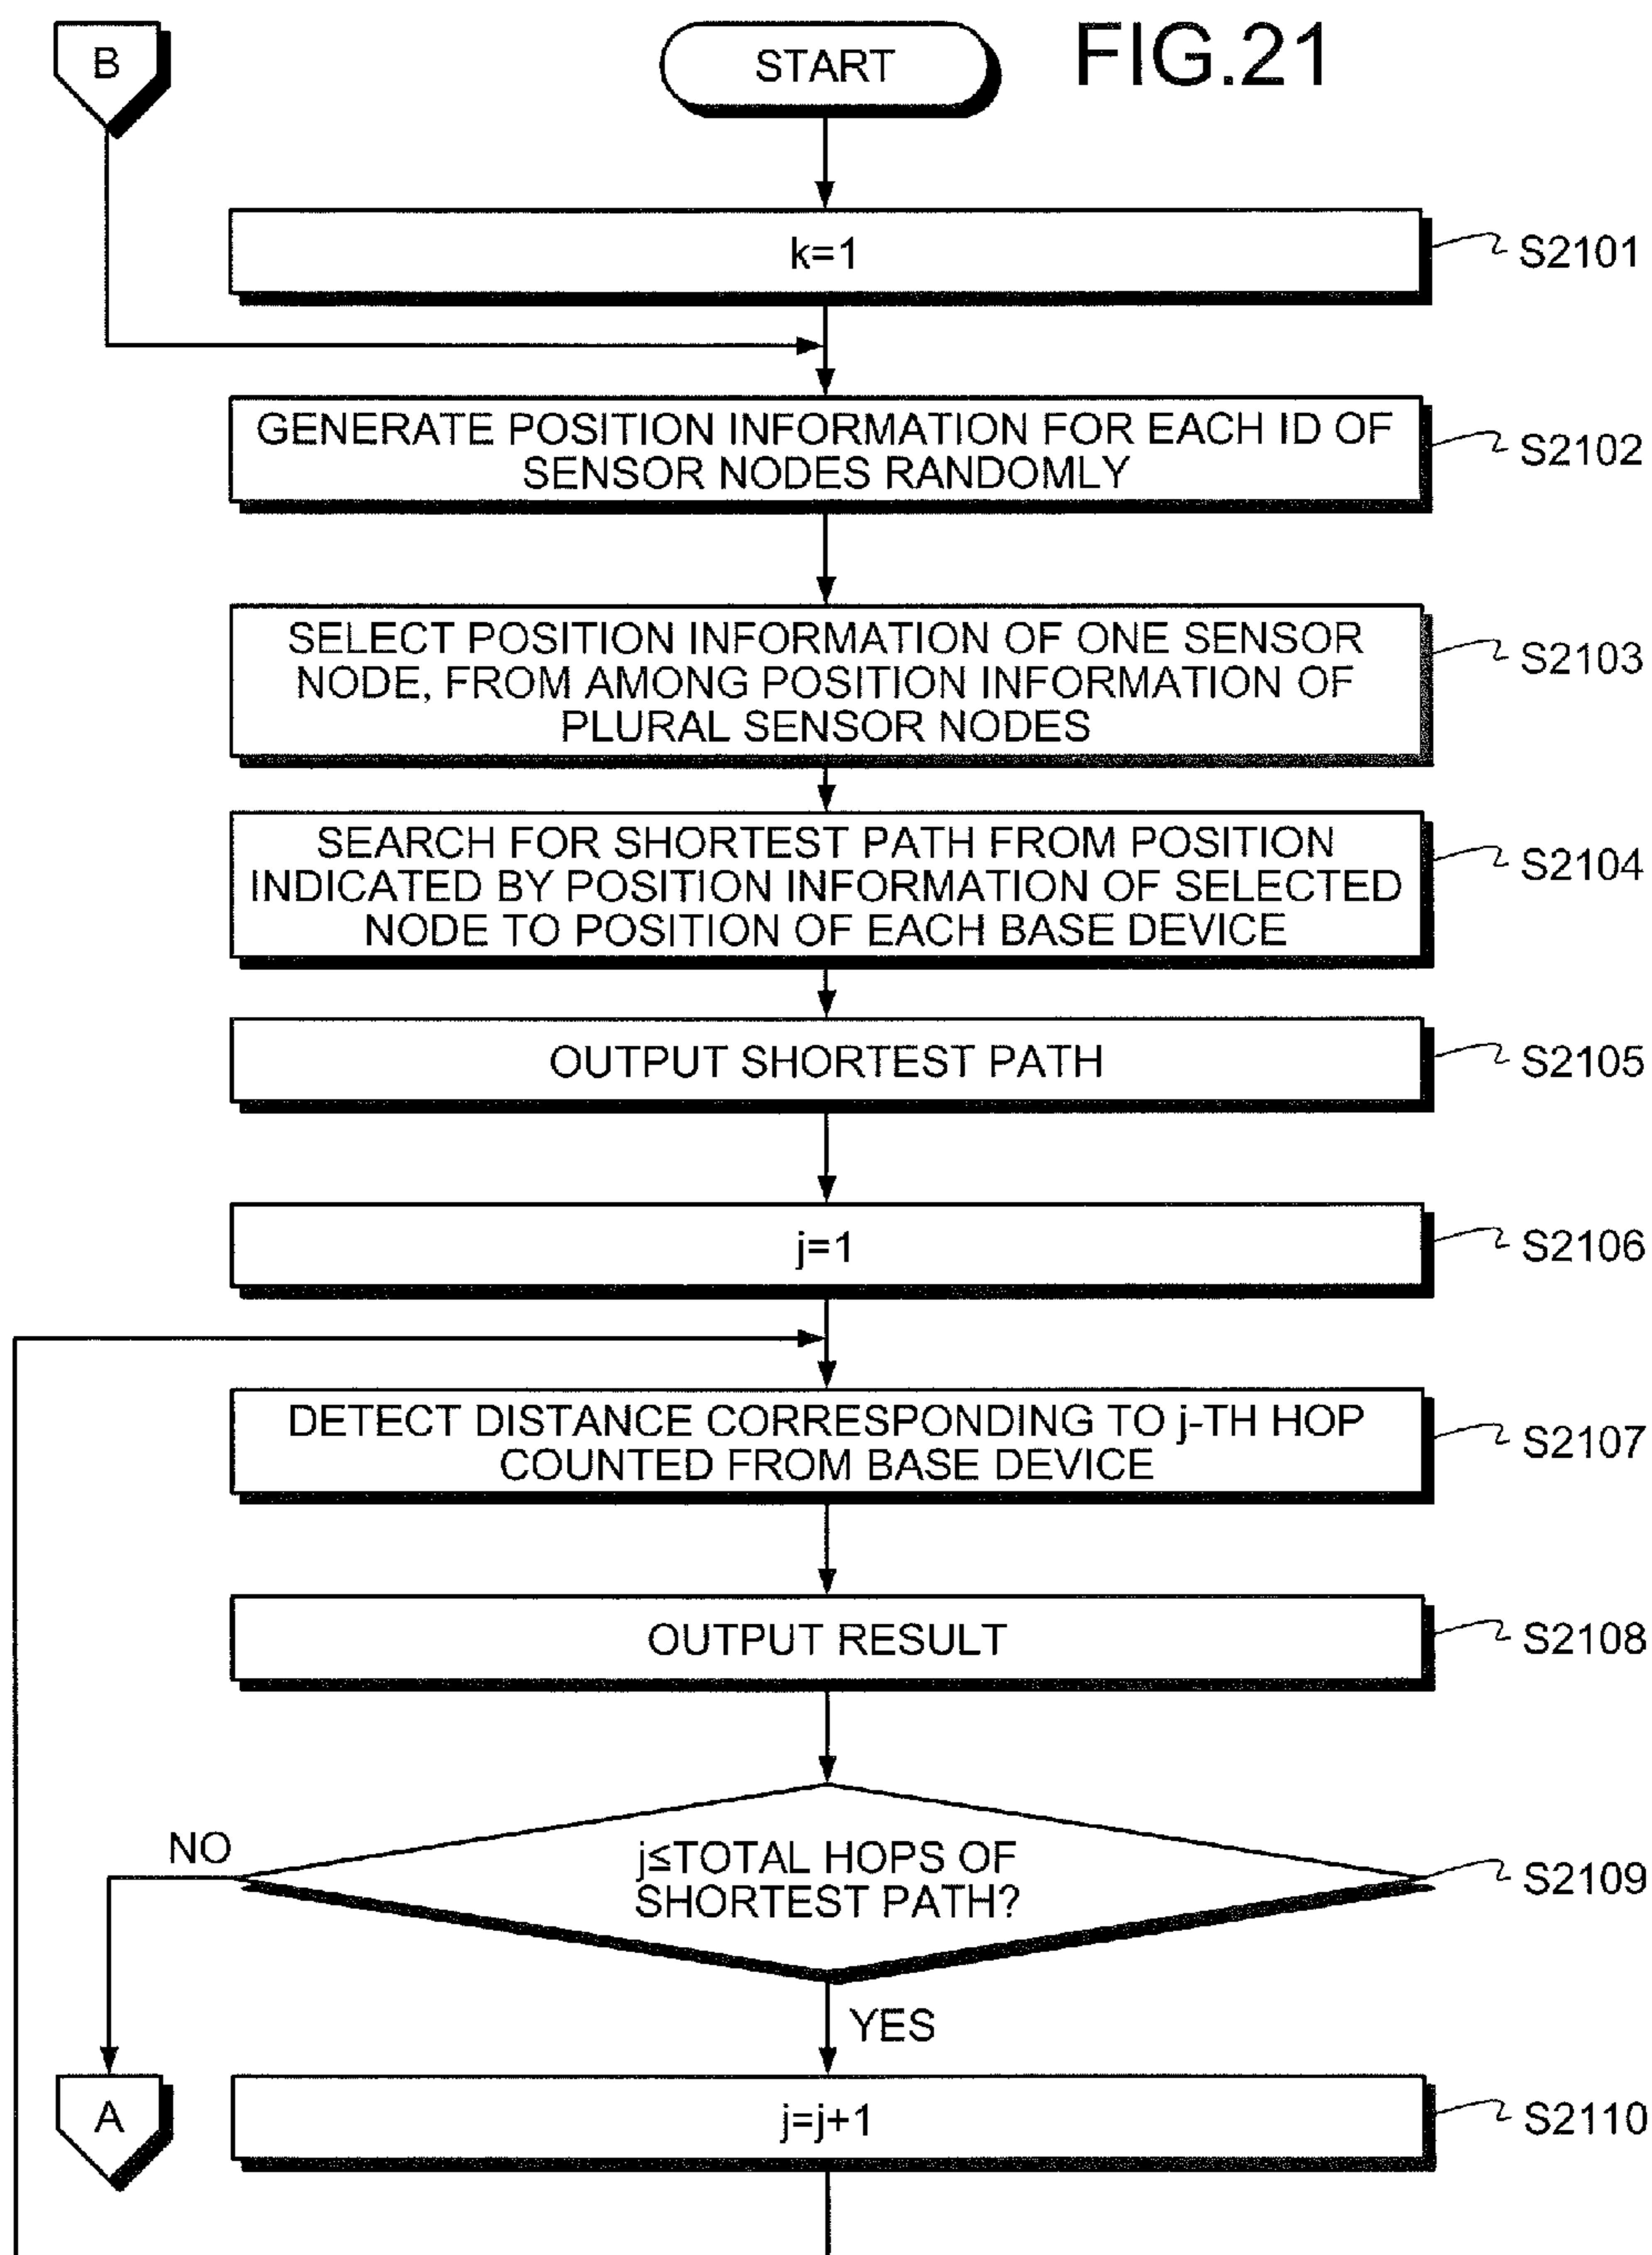 FIG.21
B
START
k=1
S2101
GENERATE POSITION INFORMATION FOR EACH ID OF
SENSOR NODES RANDOMLY
S2102
SELECT POSITION INFORMATION OF ONE SENSOR
NODE, FROM AMONG POSITION INFORMATION OF
PLURAL SENSOR NODES
S2103
SEARCH FOR SHORTEST PATH FROM POSITION
INDICATED BY POSITION INFORMATION OF SELECTED
NODE TO POSITION OF EACH BASE DEVICE
S2104
OUTPUT SHORTEST PATH
S2105
j=1
S2106
DETECT DISTANCE CORRESPONDING TO j-TH HOP
COUNTED FROM BASE DEVICE
S2107
OUTPUT RESULT
S2108
NO
j≤TOTAL HOPS OF
SHORTEST PATH?
S2109
YES
A
j=j+1
S2110